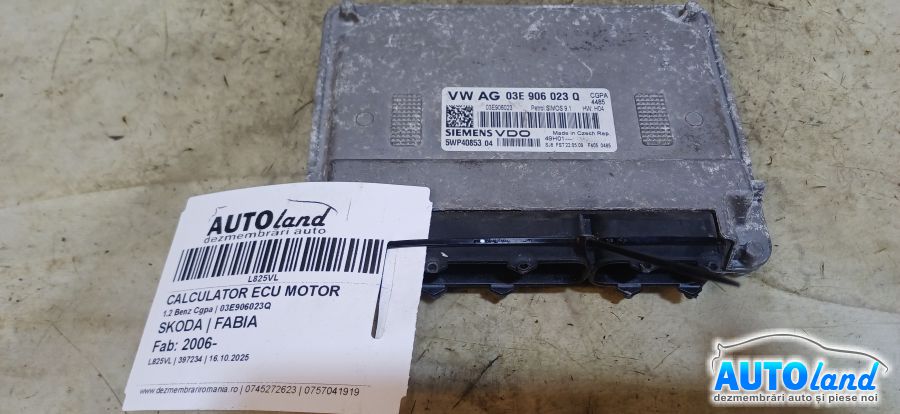 VW AG 03E 906 023 Q
CGPA
4485
03E906023 Petrol SIMOS 9.1 HW: H04
SIEMENS VDO
Made in Czech Rep.
5WP40853 04
49H01
AUTOland
dezmembrări auto
L825VL
CALCULATOR ECU MOTOR
1.2 Benz Cgpa | 03E906023Q
SKODA | FABIA
Fab: 2006-
L825VL | 397234 | 16.10.2025
www.dezmembrariromania.ro | 0745272623 | 0757041919
AUTOland
dezmembrări auto și piese noi